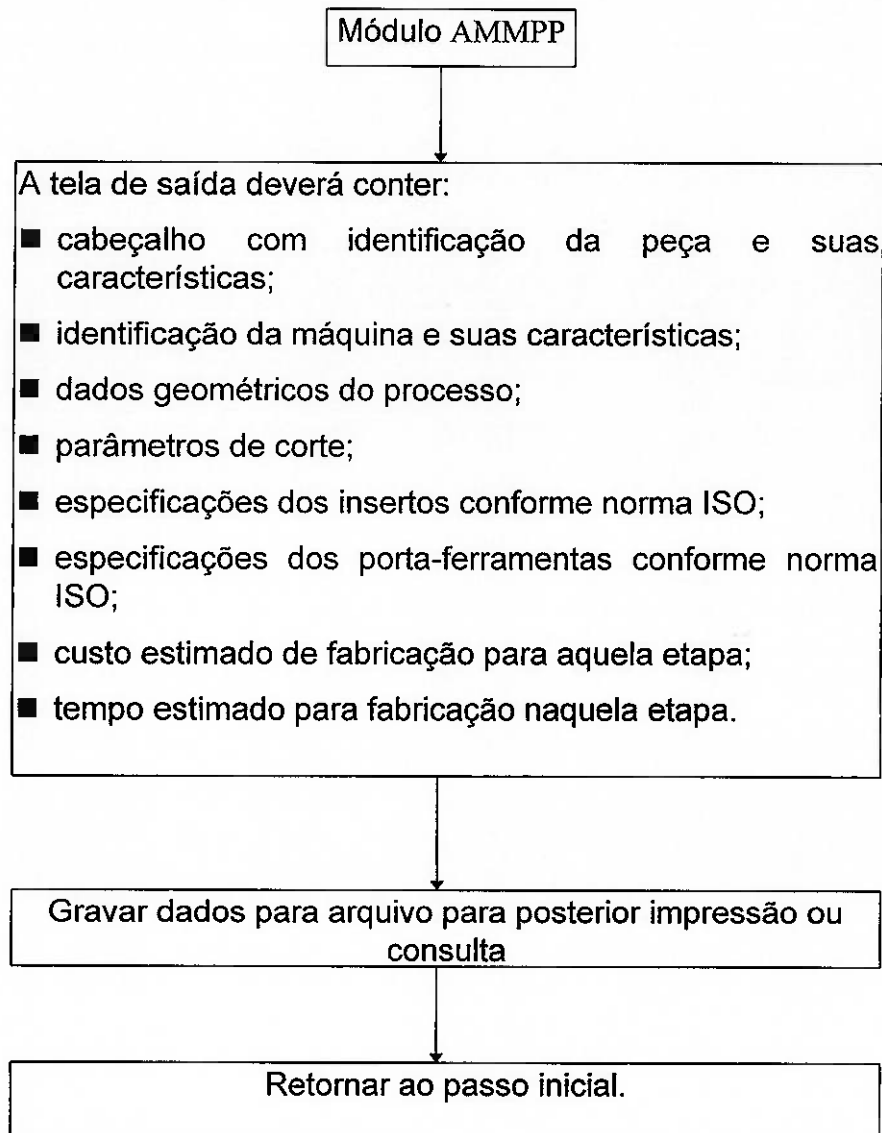 Módulo AMMPP
A tela de saída deverá conter:
■ cabeçalho com identificação da peça e suas
características;
■ identificação da máquina e suas características;
■ dados geométricos do processo;
■ parâmetros de corte;
■ especificações dos insertos conforme norma ISO;
■ especificações dos porta-ferramentas conforme norma
ISO;
■ custo estimado de fabricação para aquela etapa;
■ tempo estimado para fabricação naquela etapa.
Gravar dados para arquivo para posterior impressão ou
consulta
Retornar ao passo inicial.